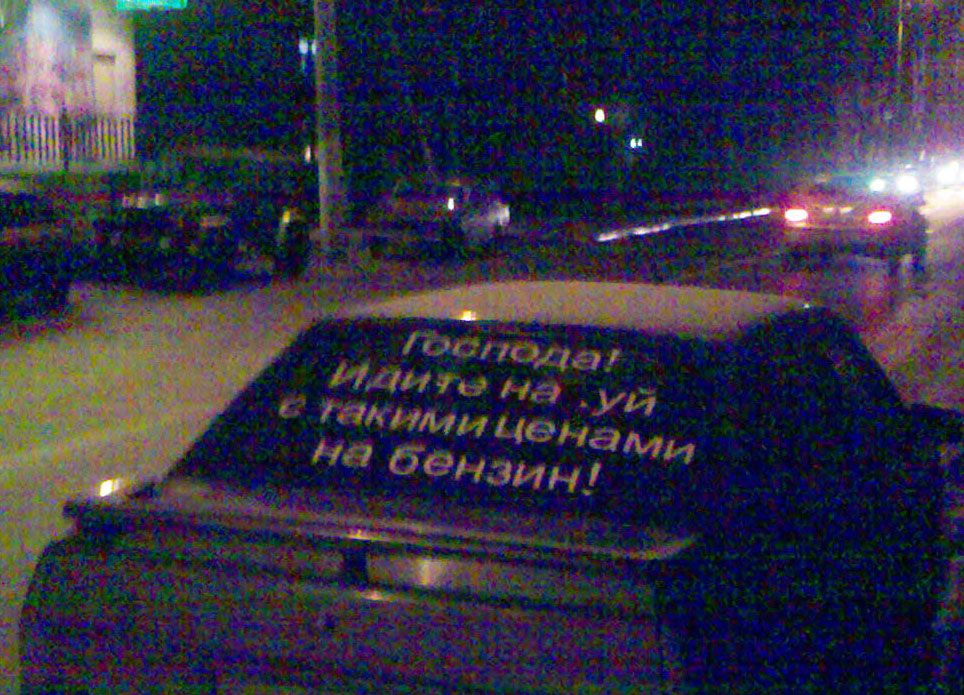 Господа!
Идите на .уй
с такими ценами
на бензин!